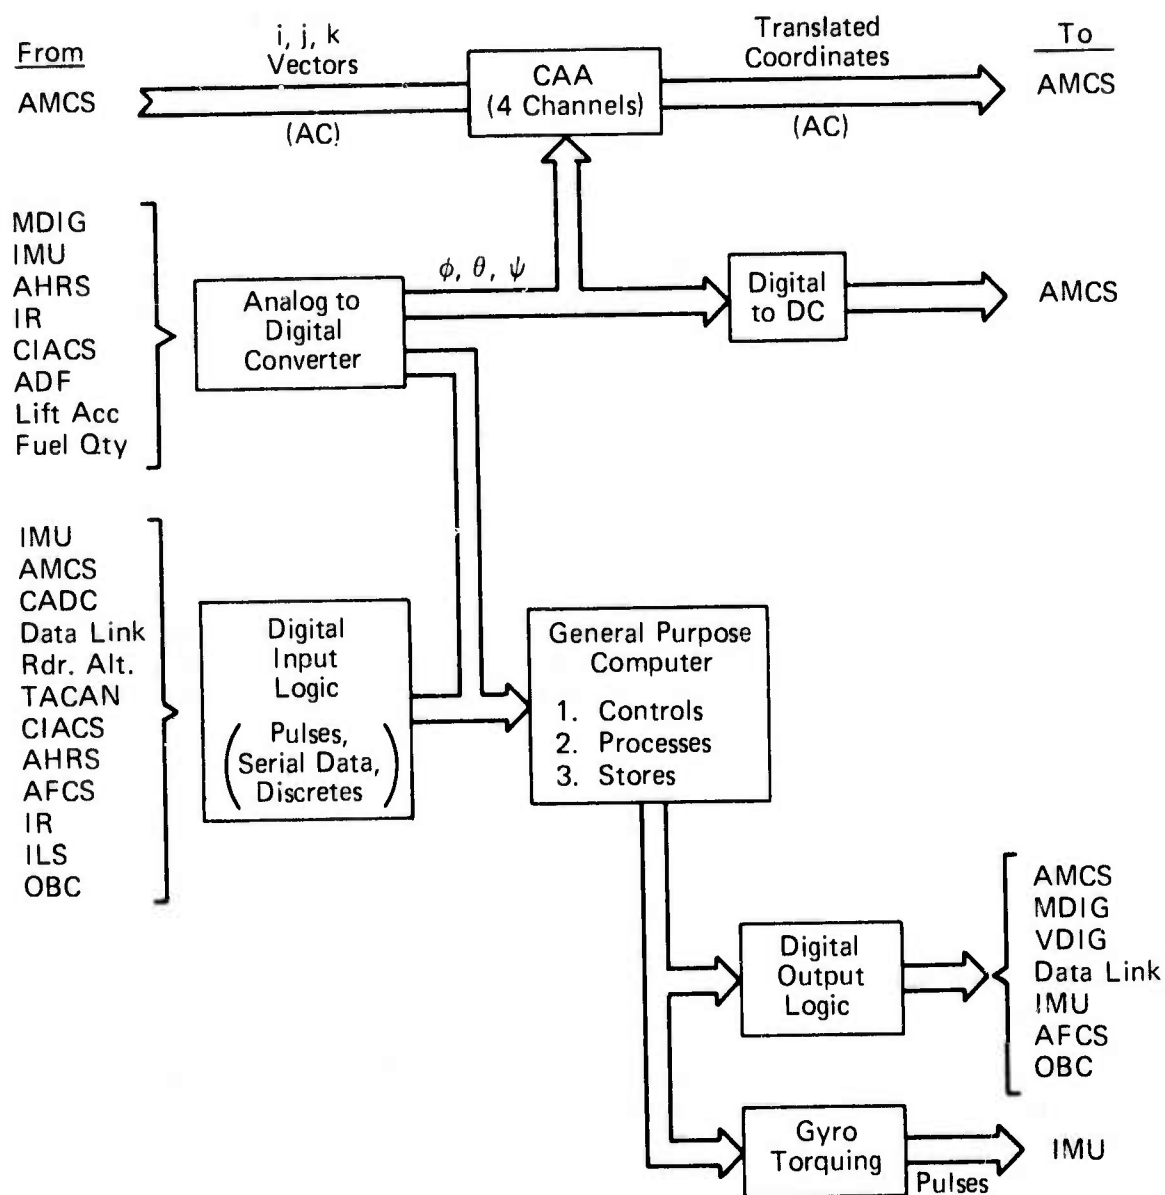 From
i, j, k
Vectors
(AC)
AMCS
CAA
(4 Channels)
Translated
Coordinates
(AC)
To
AMCS
MDIG
IMU
AHRS
IR
CIACS
ADF
Lift Acc
Fuel Qty
Analog to
Digital
Converter
ϕ, θ, ψ
Digital
to DC
AMCS
IMU
AMCS
CADC
Data Link
Rdr. Alt.
TACAN
CIACS
AHRS
AFCS
IR
ILS
OBC
Digital
Input
Logic
(Pulses,
Serial Data,
Discretes)
General Purpose
Computer
1. Controls
2. Processes
3. Stores
Digital
Output
Logic
AMCS
MDIG
VDIG
Data Link
IMU
AFCS
OBC
Gyro
Torquing
Pulses
IMU